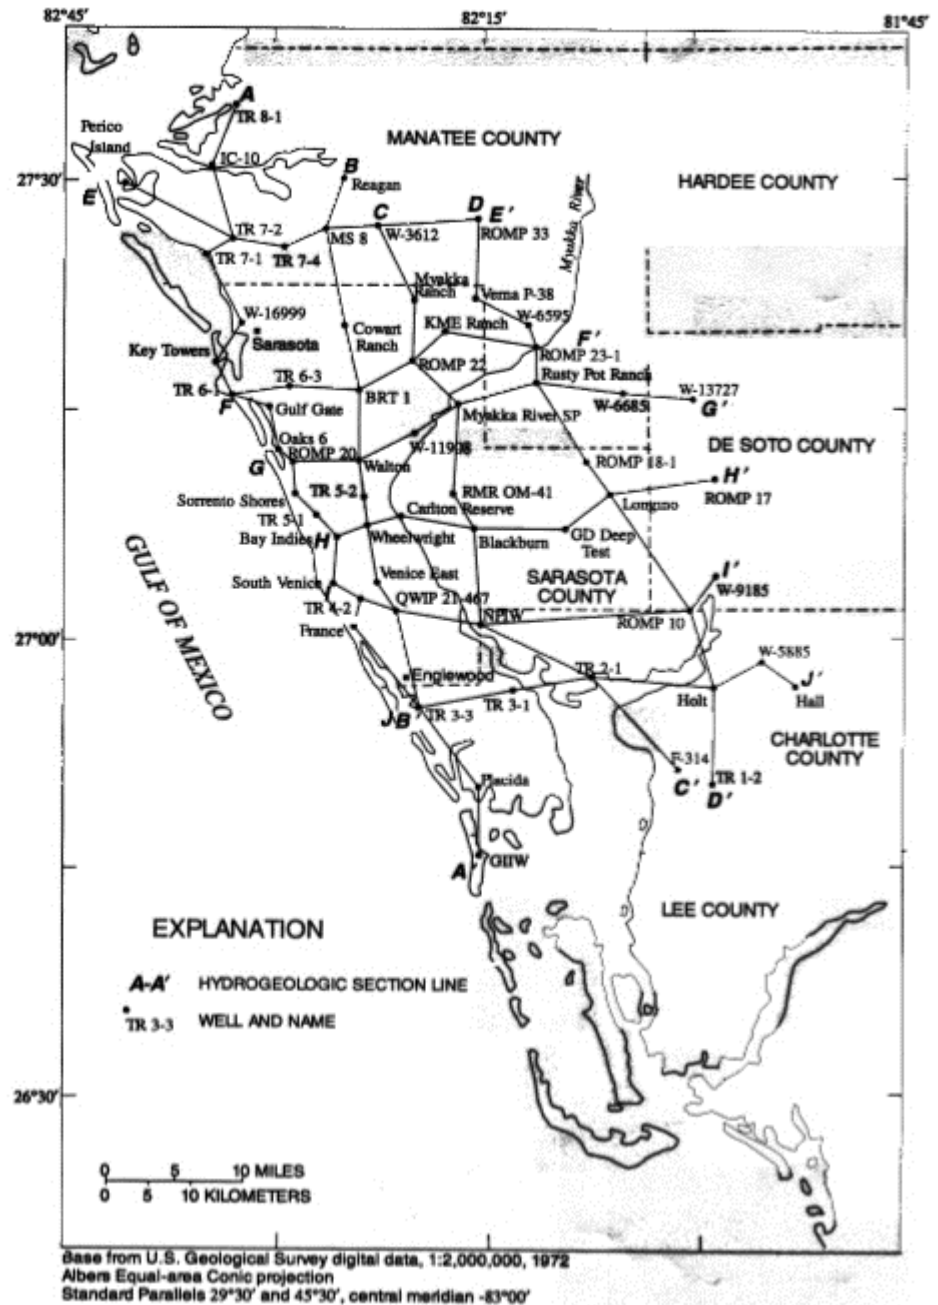 82°45′ 82°15′ 81°45′
A
TR 8-1
Perico
Island
IC-10
MANATEE COUNTY
B
27°30′
Reagan
HARDEE COUNTY
E
C
D E′
TR 7-2
MS 8
W-3612
ROMP 33
Myakka River
TR 7-1
TR 7-4
Myakka
Ranch
Verna P-38
W-16999
Sarasota
Cowart
Ranch
KME Ranch
W-6595
F′
Key Towers
ROMP 22
ROMP 23-1
TR 6-1
TR 6-3
BRT 1
Rusty Pot Ranch
W-13727
F
Gulf Gate
Myakka River SP
W-6685
G′
Oaks 6
W-11908
DE SOTO COUNTY
G
ROMP 20
Walton
ROMP 18-1
H′
Sorrento Shores
TR 5-2
RMR OM-41
Longino
ROMP 17
TR 5-1
Carlton Reserve
Bay Indies
H
Wheelwright
Blackburn
GD Deep
Test
GULF OF MEXICO
South Venice
Venice East
SARASOTA
COUNTY
I′
W-9185
TR 4-2
QWIP 21-467
NPIW
ROMP 10
27°00′
France
W-5885
Englewood
TR 2-1
J′
J B′
TR 3-3
TR 3-1
Holt
Hall
CHARLOTTE
COUNTY
F-314
Placida
C′
TR 1-2
D′
GIIW
A′
LEE COUNTY
EXPLANATION
A-A′ HYDROGEOLOGIC SECTION LINE
TR 3-3 WELL AND NAME
26°30′
0 5 10 MILES
0 5 10 KILOMETERS
Base from U.S. Geological Survey digital data, 1:2,000,000, 1972
Albers Equal-area Conic projection
Standard Parallels 29°30′ and 45°30′, central meridian -83°00′